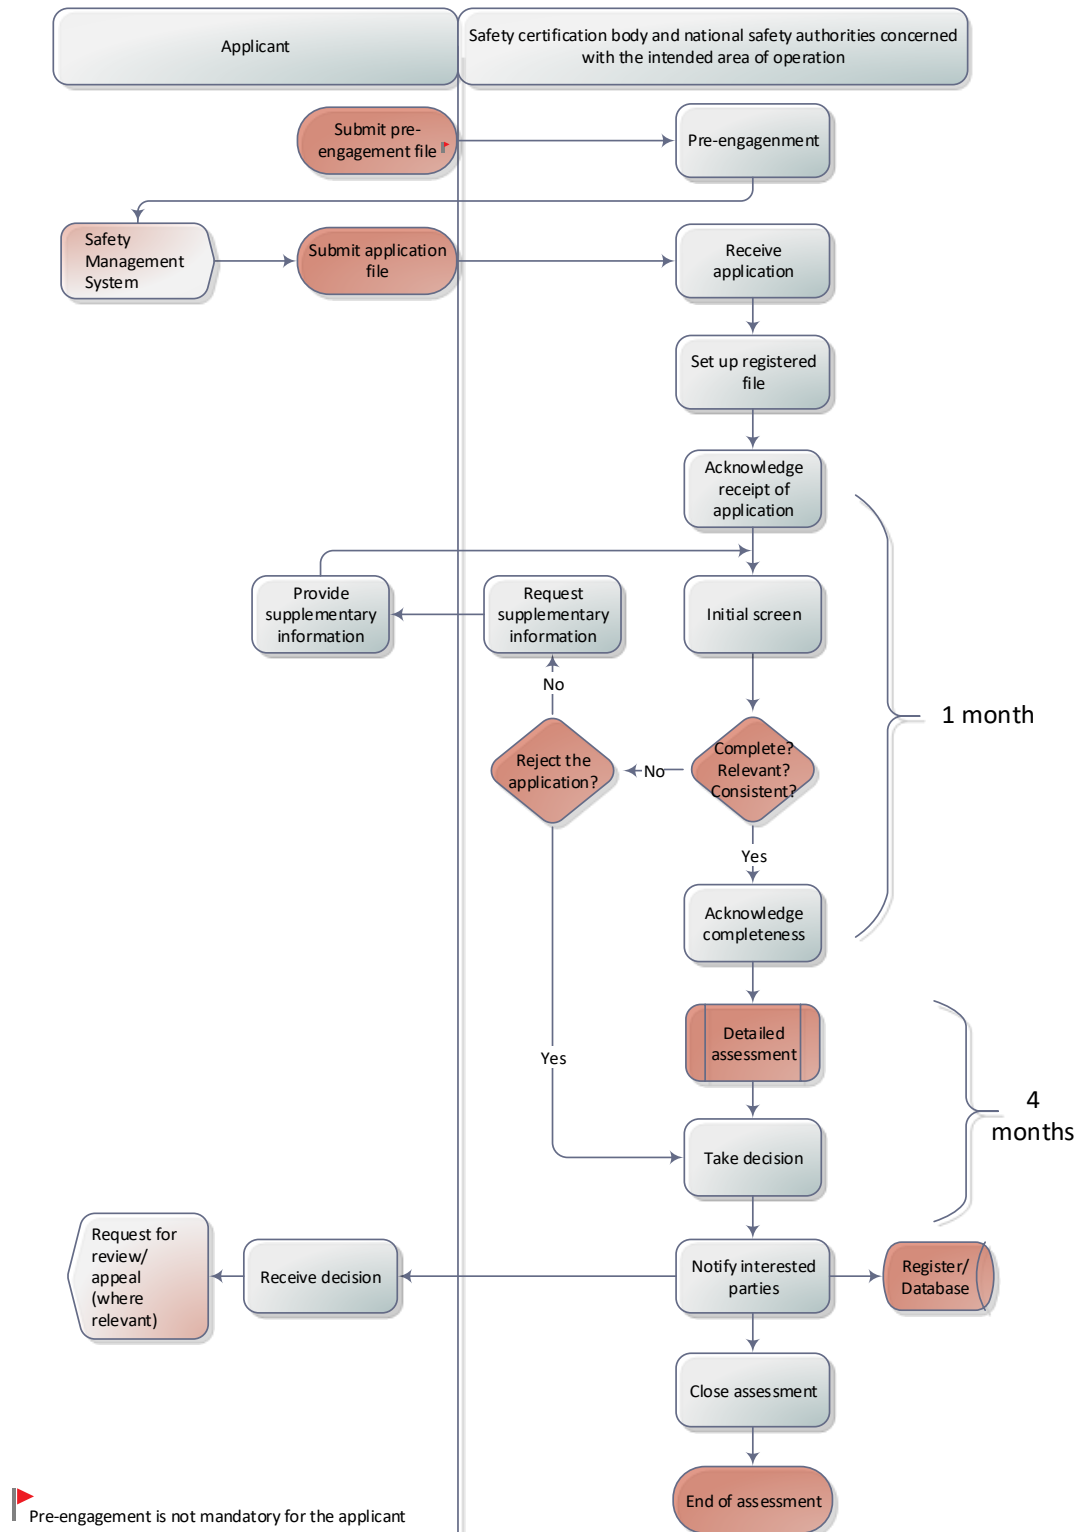 Applicant
Safety certification body and national safety authorities concerned
with the intended area of operation
Submit pre-
engagement file
Pre-engagenment
Safety
Management
System
Submit application
file
Receive
application
Set up registered
file
Acknowledge
receipt of
application
Provide
supplementary
information
Request
supplementary
information
Initial screen
No
1 month
Reject the
application?
No
Complete?
Relevant?
Consistent?
Yes
Acknowledge
completeness
Detailed
assessment
Yes
4
months
Take decision
Request for
review/
appeal
(where
relevant)
Receive decision
Notify interested
parties
Register/
Database
Close assessment
End of assessment
Pre-engagement is not mandatory for the applicant